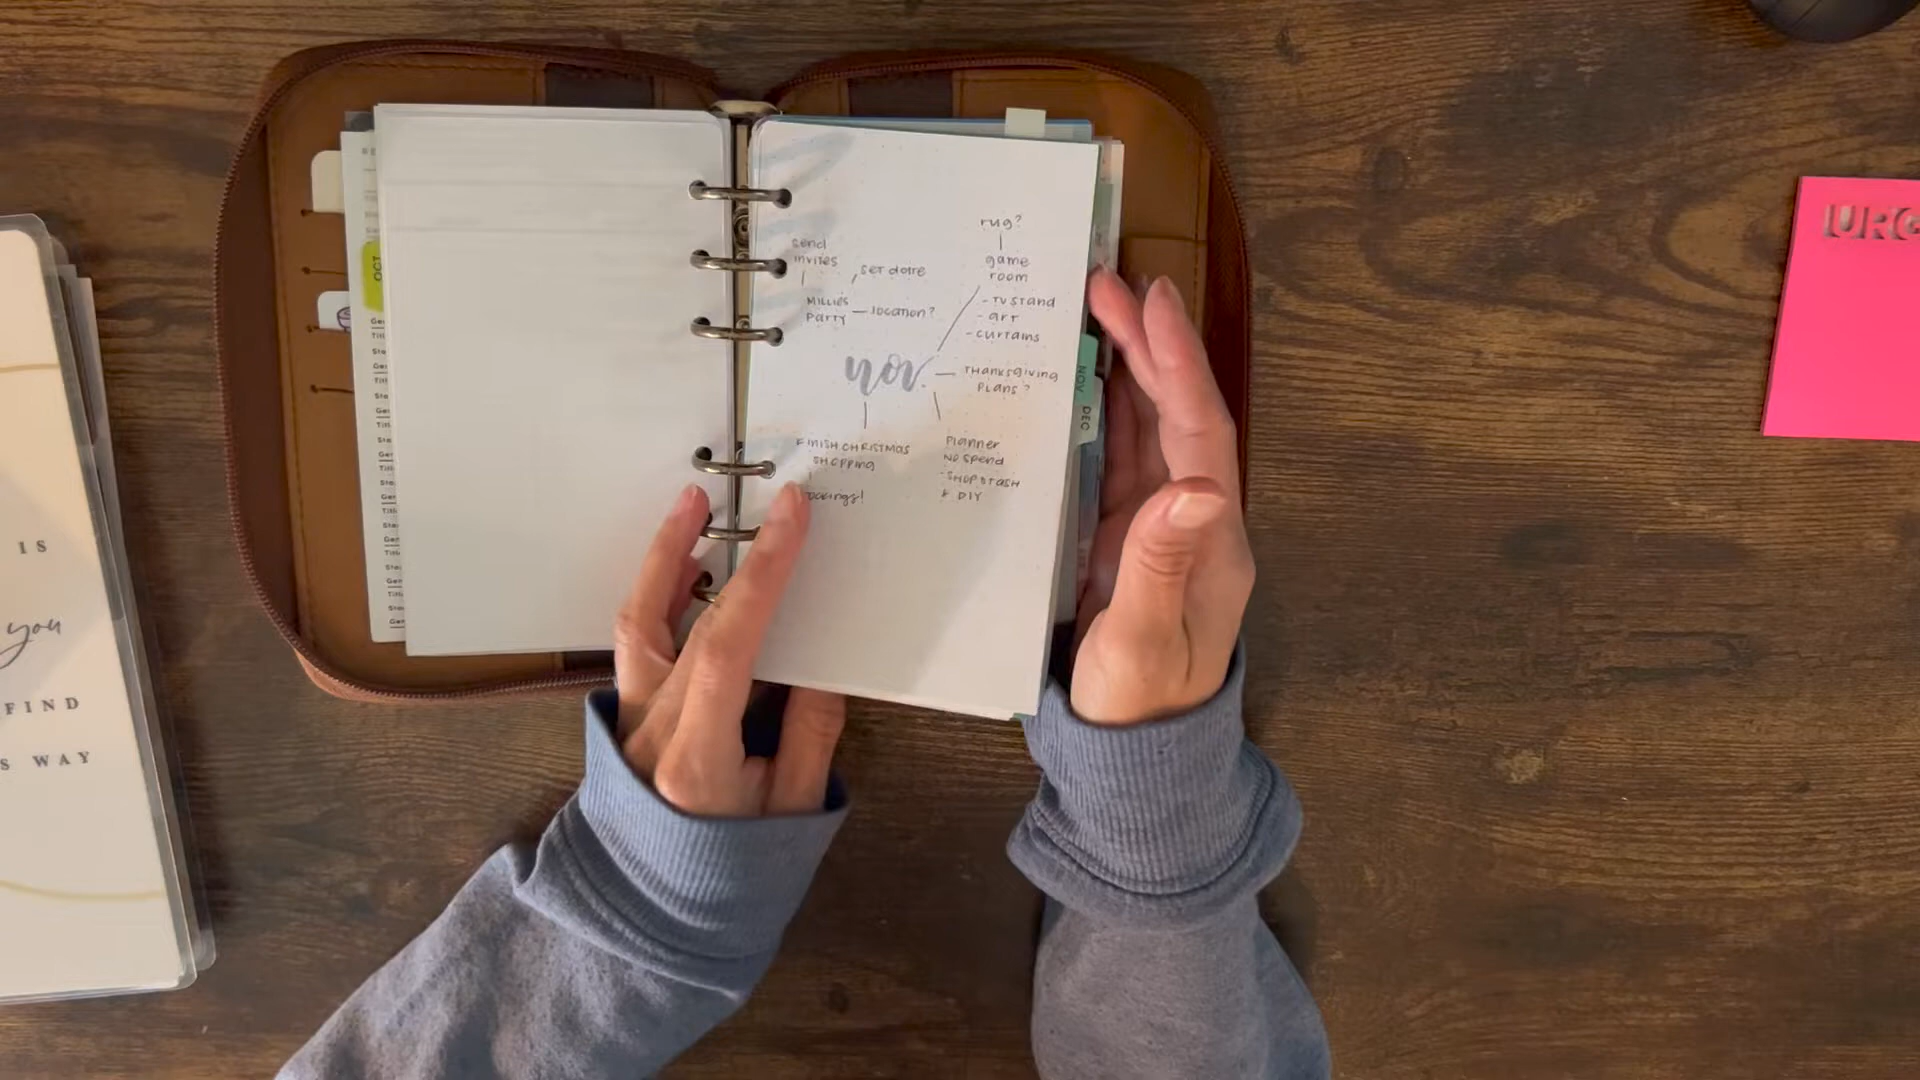 rug?
send
invites
set date
game
room
MILLIE'S
PARTY
location?
- TV STAND
- art
- curtains
nov.
THANKSGIVING
PLANS?
FINISH CHRISTMAS
SHOPPING
Planner
NO SPEND
- SHOP STASH
& DIY
OCT
NOV
DEC
IS
you
FIND
WAY